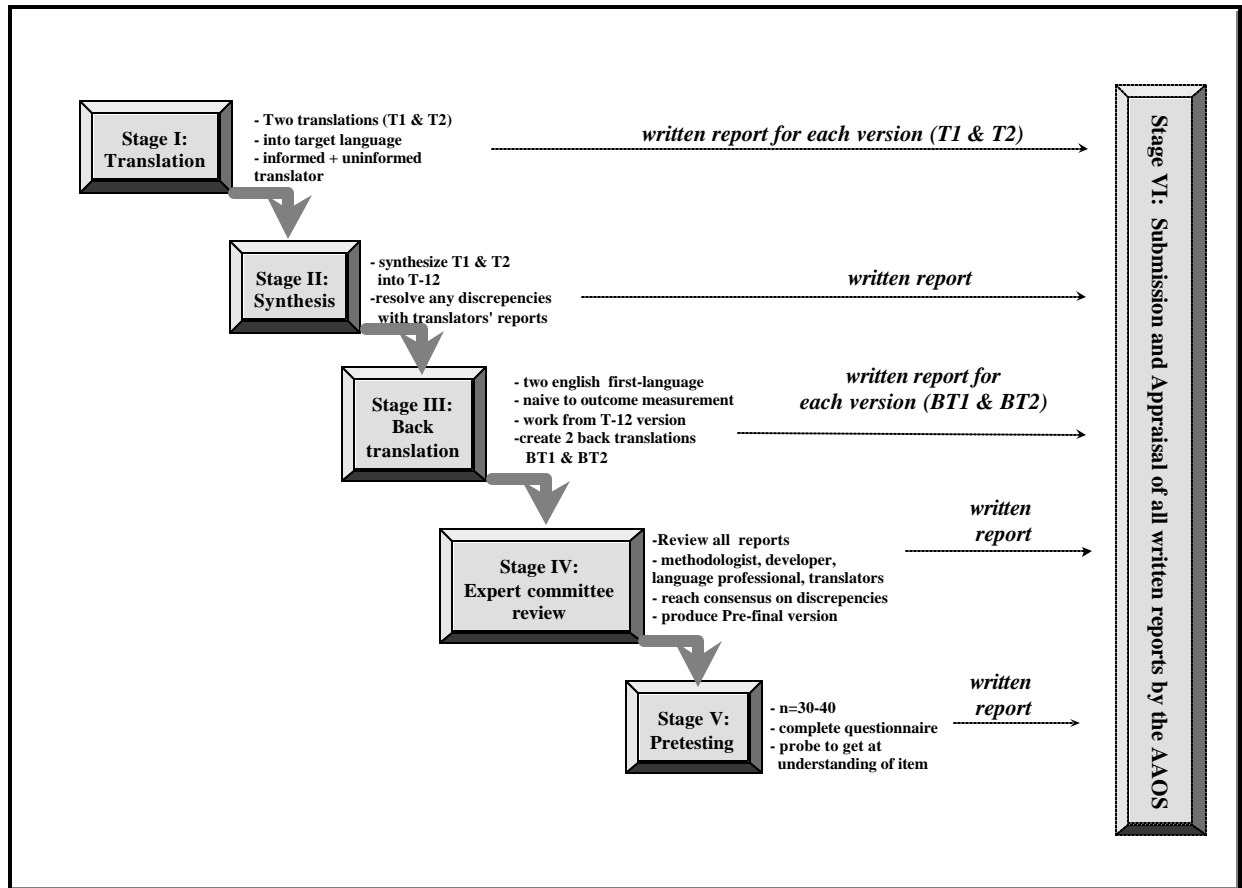 Stage I:
Translation
- Two translations (T1 & T2)
- into target language
- informed + uninformed
translator
written report for each version (T1 & T2)
Stage II:
Synthesis
- synthesize T1 & T2
into T-12
-resolve any discrepencies
with translators' reports
written report
Stage III:
Back
translation
- two english first-language
- naive to outcome measurement
- work from T-12 version
-create 2 back translations
BT1 & BT2
written report for
each version (BT1 & BT2)
Stage IV:
Expert committee
review
-Review all reports
- methodologist, developer,
language professional, translators
- reach consensus on discrepencies
- produce Pre-final version
written
report
Stage V:
Pretesting
- n=30-40
- complete questionnaire
- probe to get at
understanding of item
written
report
Stage VI: Submission and Appraisal of all written reports by the AAOS